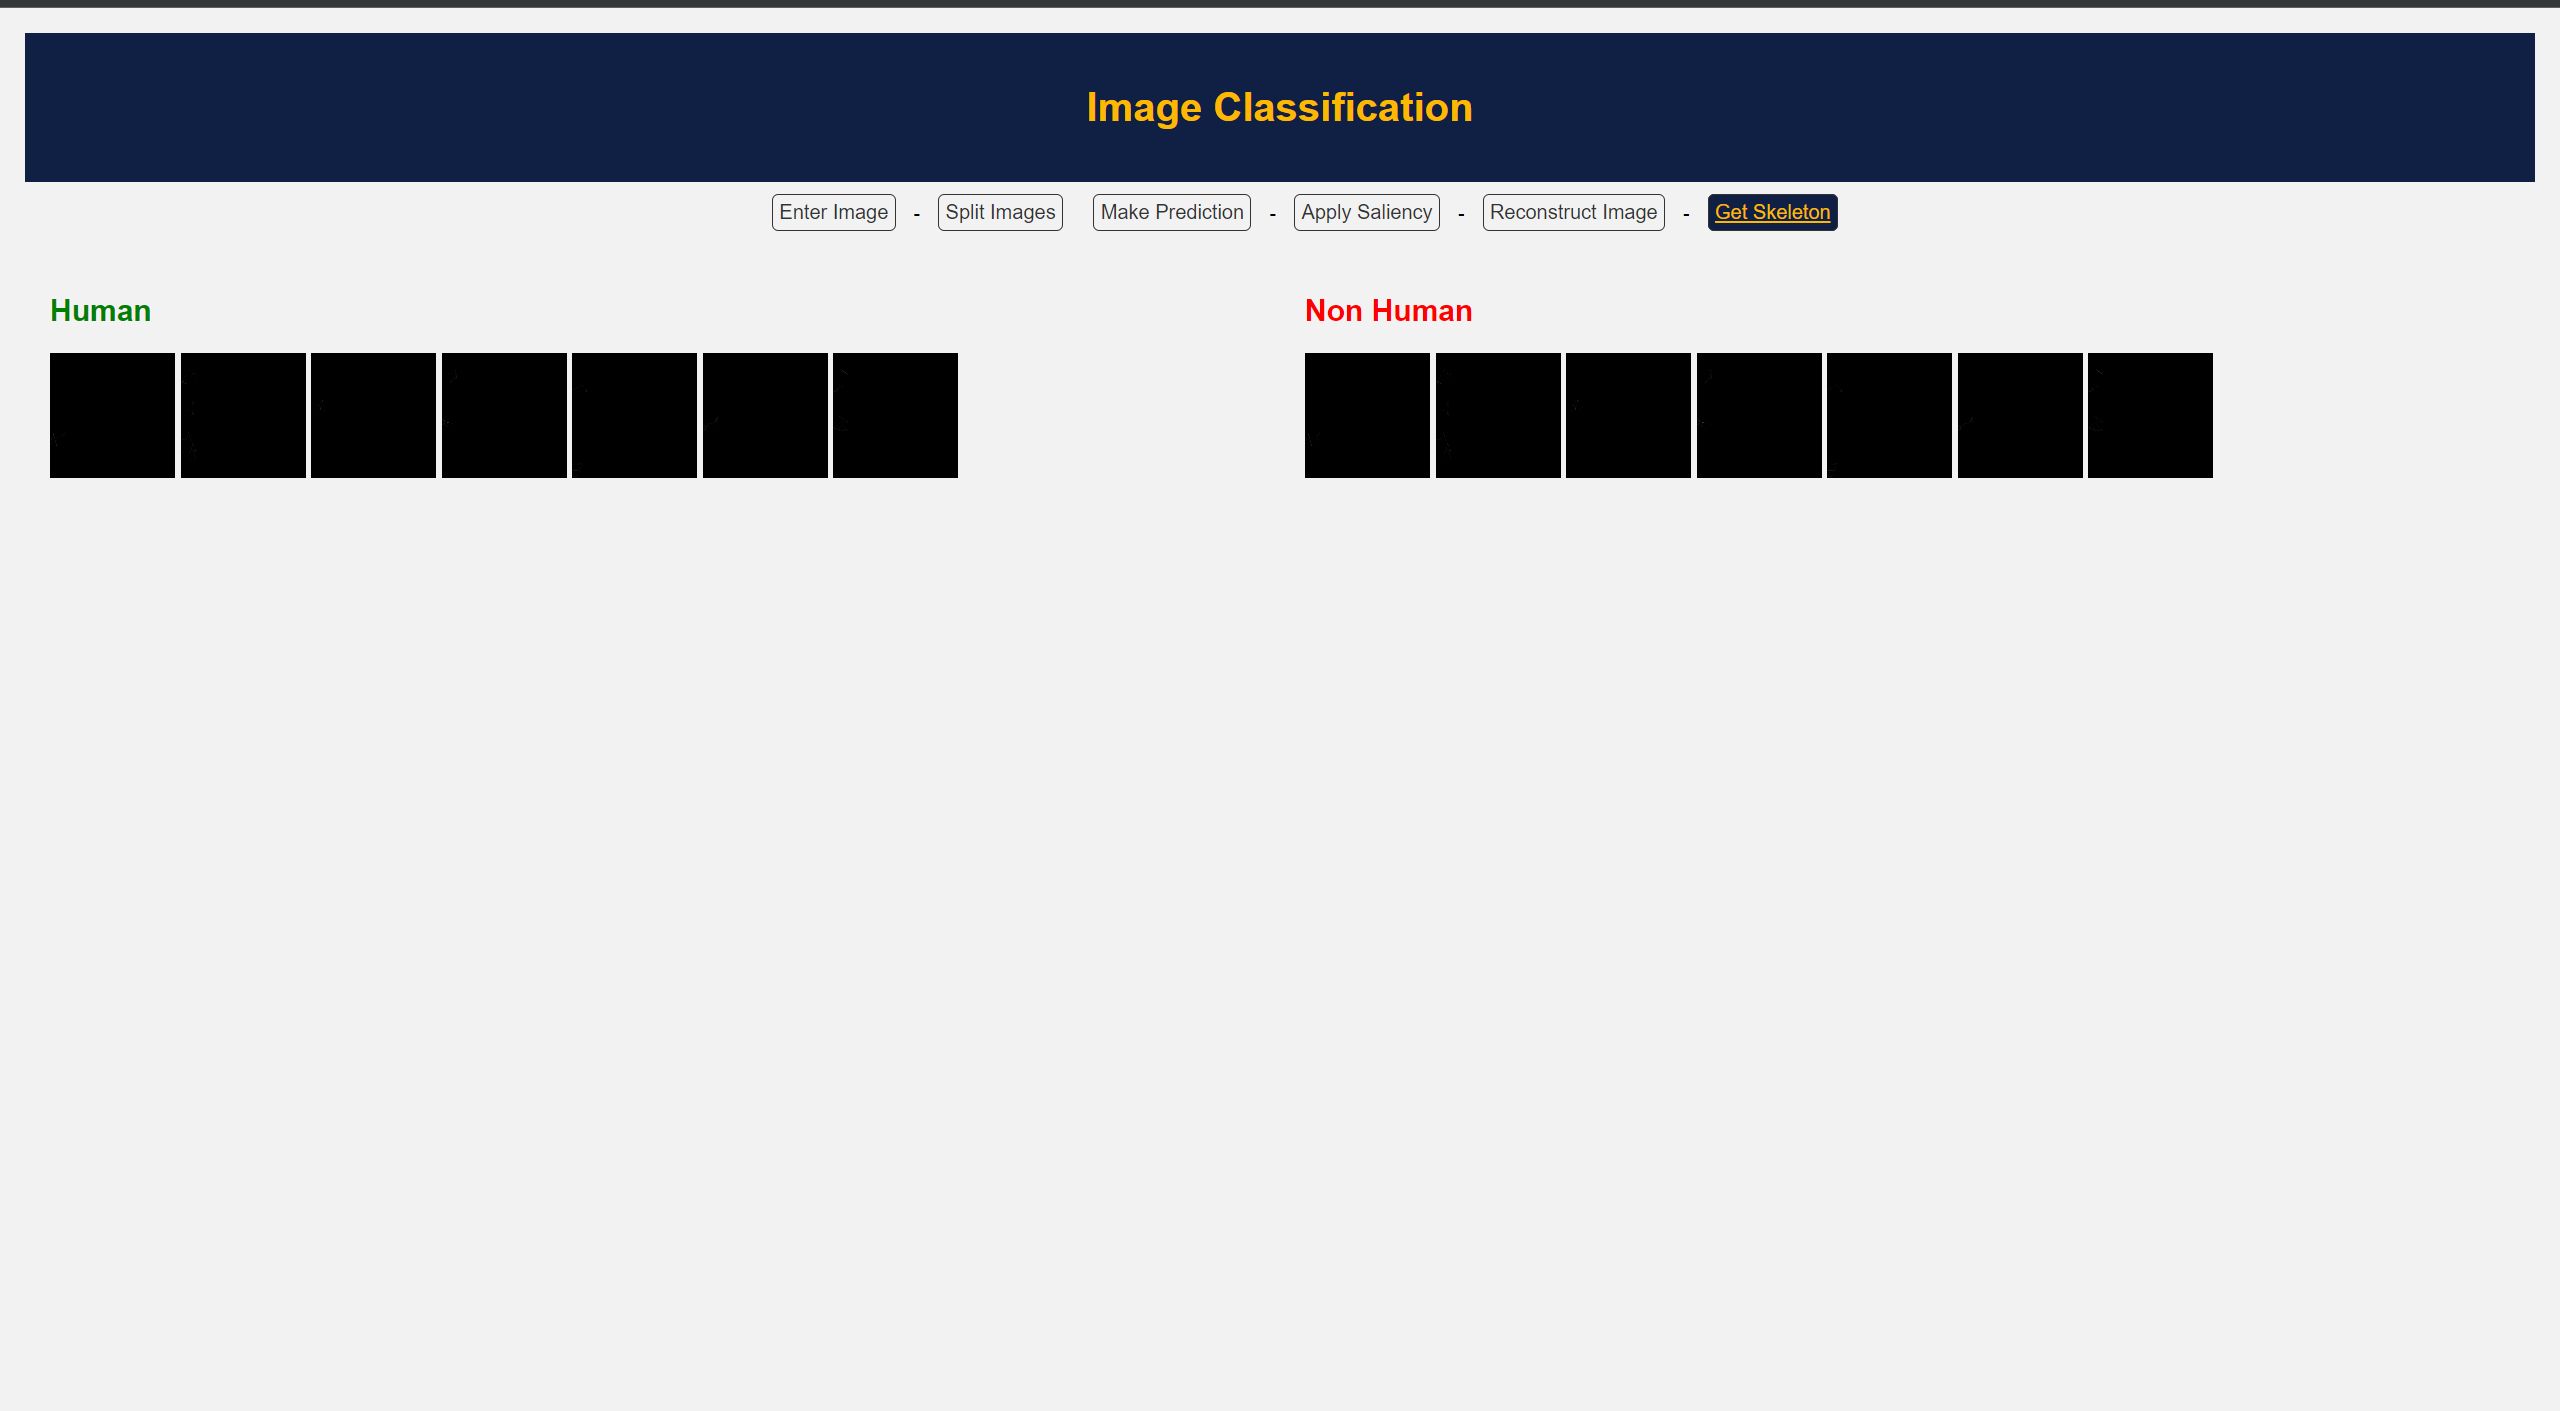 Image Classification
Enter Image - Split Images Make Prediction - Apply Saliency - Reconstruct Image - Get Skeleton
Human
Non Human